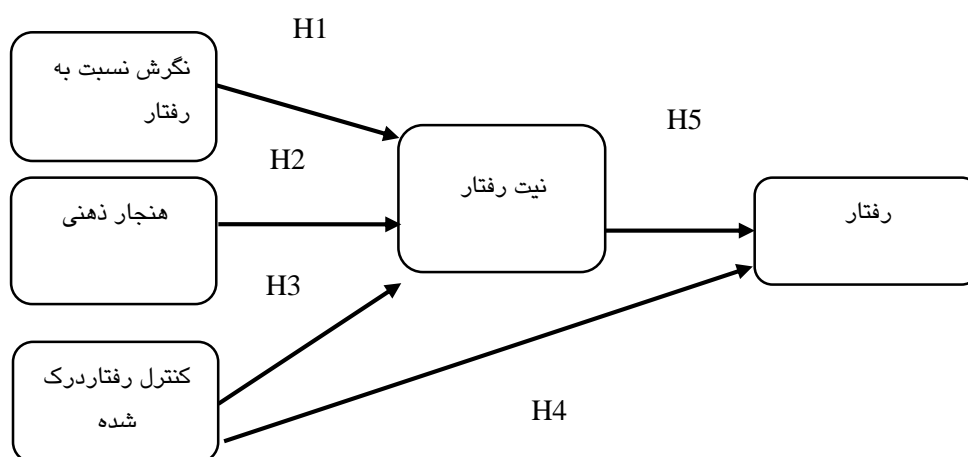 H1
نگرش نسبت به
رفتار
H5
H2
نیت رفتار
هنجار ذهنی
رفتار
H3
کنترل رفتاردرک
شده
H4